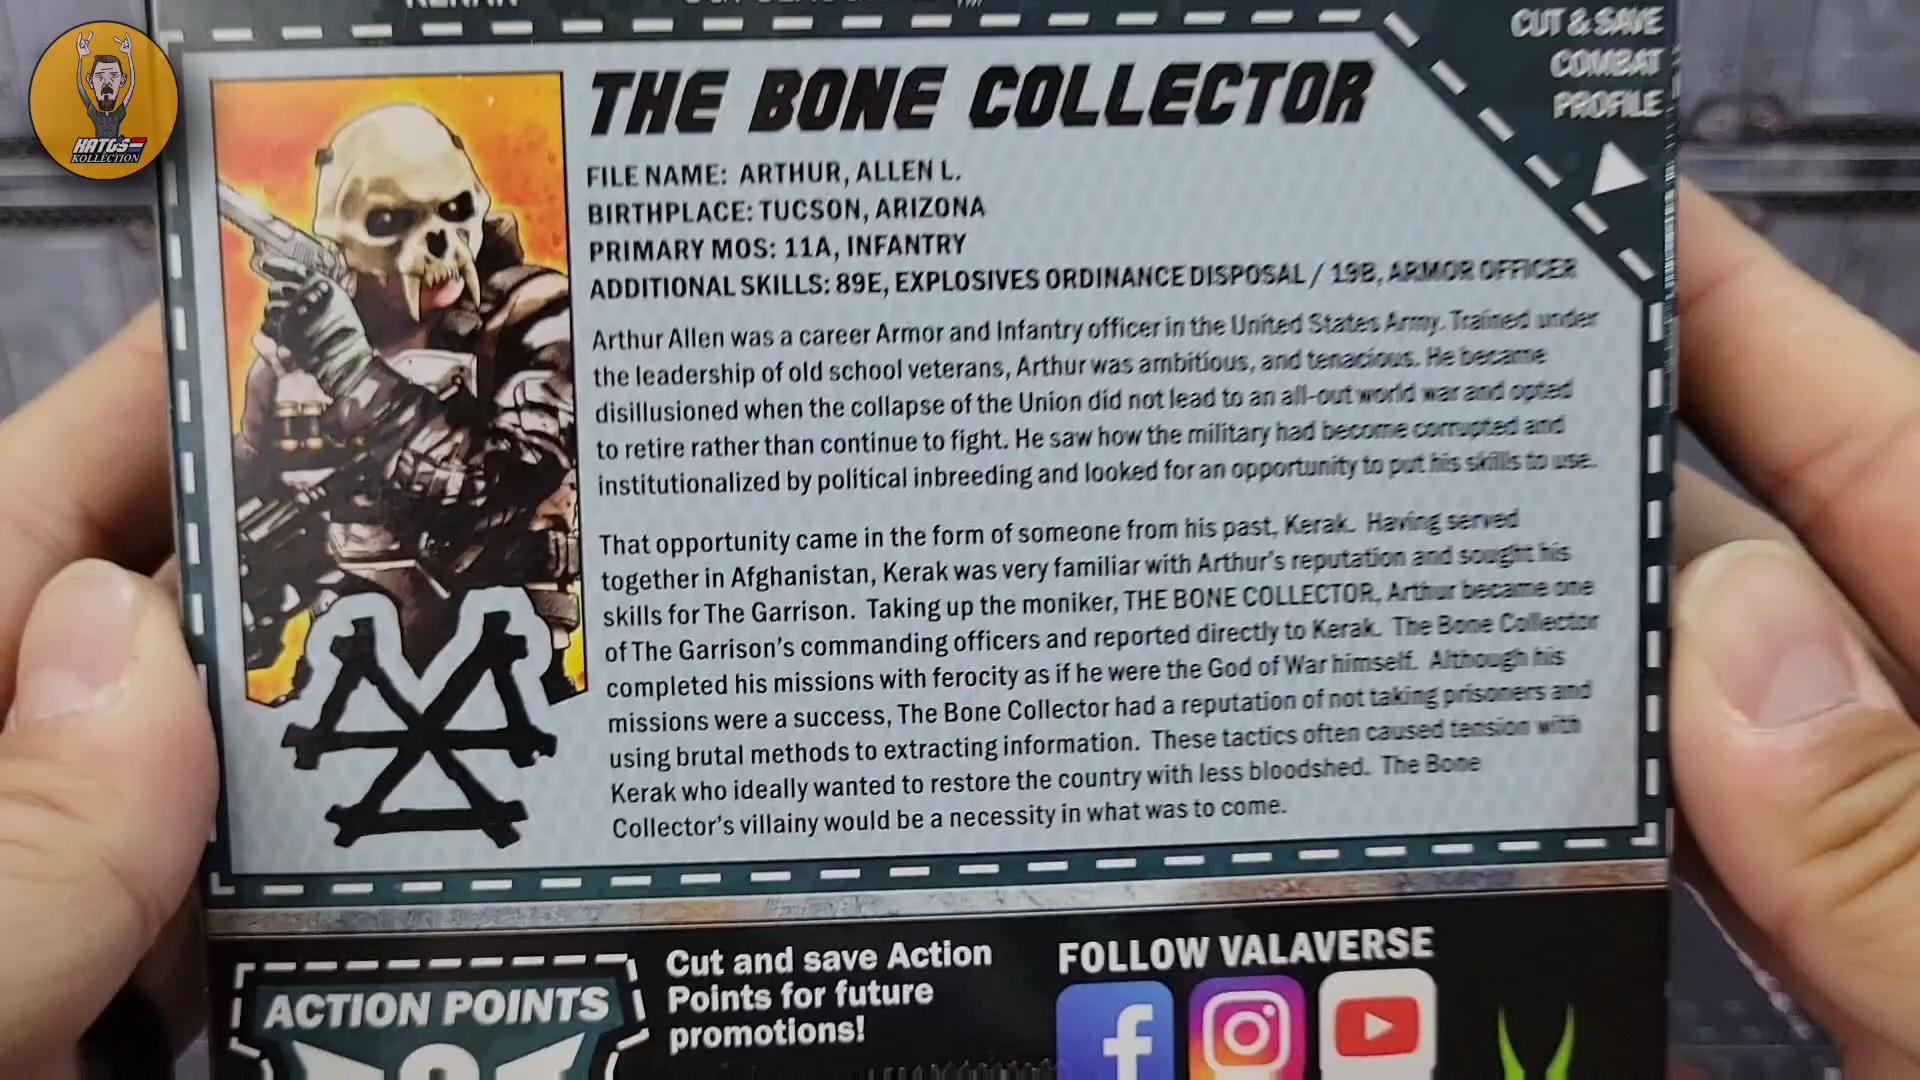 CUT & SAVE
COMBAT
PROFILE
KATO'S
KOLLECTION
THE BONE COLLECTOR
FILE NAME: ARTHUR, ALLEN L.
BIRTHPLACE: TUCSON, ARIZONA
PRIMARY MOS: 11A, INFANTRY
ADDITIONAL SKILLS: 89E, EXPLOSIVES ORDINANCE DISPOSAL / 19B, ARMOR OFFICER
Arthur Allen was a career Armor and Infantry officer in the United States Army. Trained under
the leadership of old school veterans, Arthur was ambitious, and tenacious. He became
disillusioned when the collapse of the Union did not lead to an all-out world war and opted
to retire rather than continue to fight. He saw how the military had become corrupted and
institutionalized by political inbreeding and looked for an opportunity to put his skills to use.
That opportunity came in the form of someone from his past, Kerak. Having served
together in Afghanistan, Kerak was very familiar with Arthur's reputation and sought his
skills for The Garrison. Taking up the moniker, THE BONE COLLECTOR, Arthur became one
of The Garrison's commanding officers and reported directly to Kerak. The Bone Collector
completed his missions with ferocity as if he were the God of War himself. Although his
missions were a success, The Bone Collector had a reputation of not taking prisoners and
using brutal methods to extracting information. These tactics often caused tension with
Kerak who ideally wanted to restore the country with less bloodshed. The Bone
Collector's villainy would be a necessity in what was to come.
ACTION POINTS
Cut and save Action
Points for future
promotions!
FOLLOW VALAVERSE